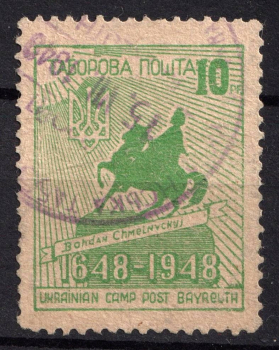 ТАБОРОВА ПОШТА
10 PF.
Bohdan Chmelnyckyj
1648-1948
UKRAINIAN CAMP POST BAYREUTH